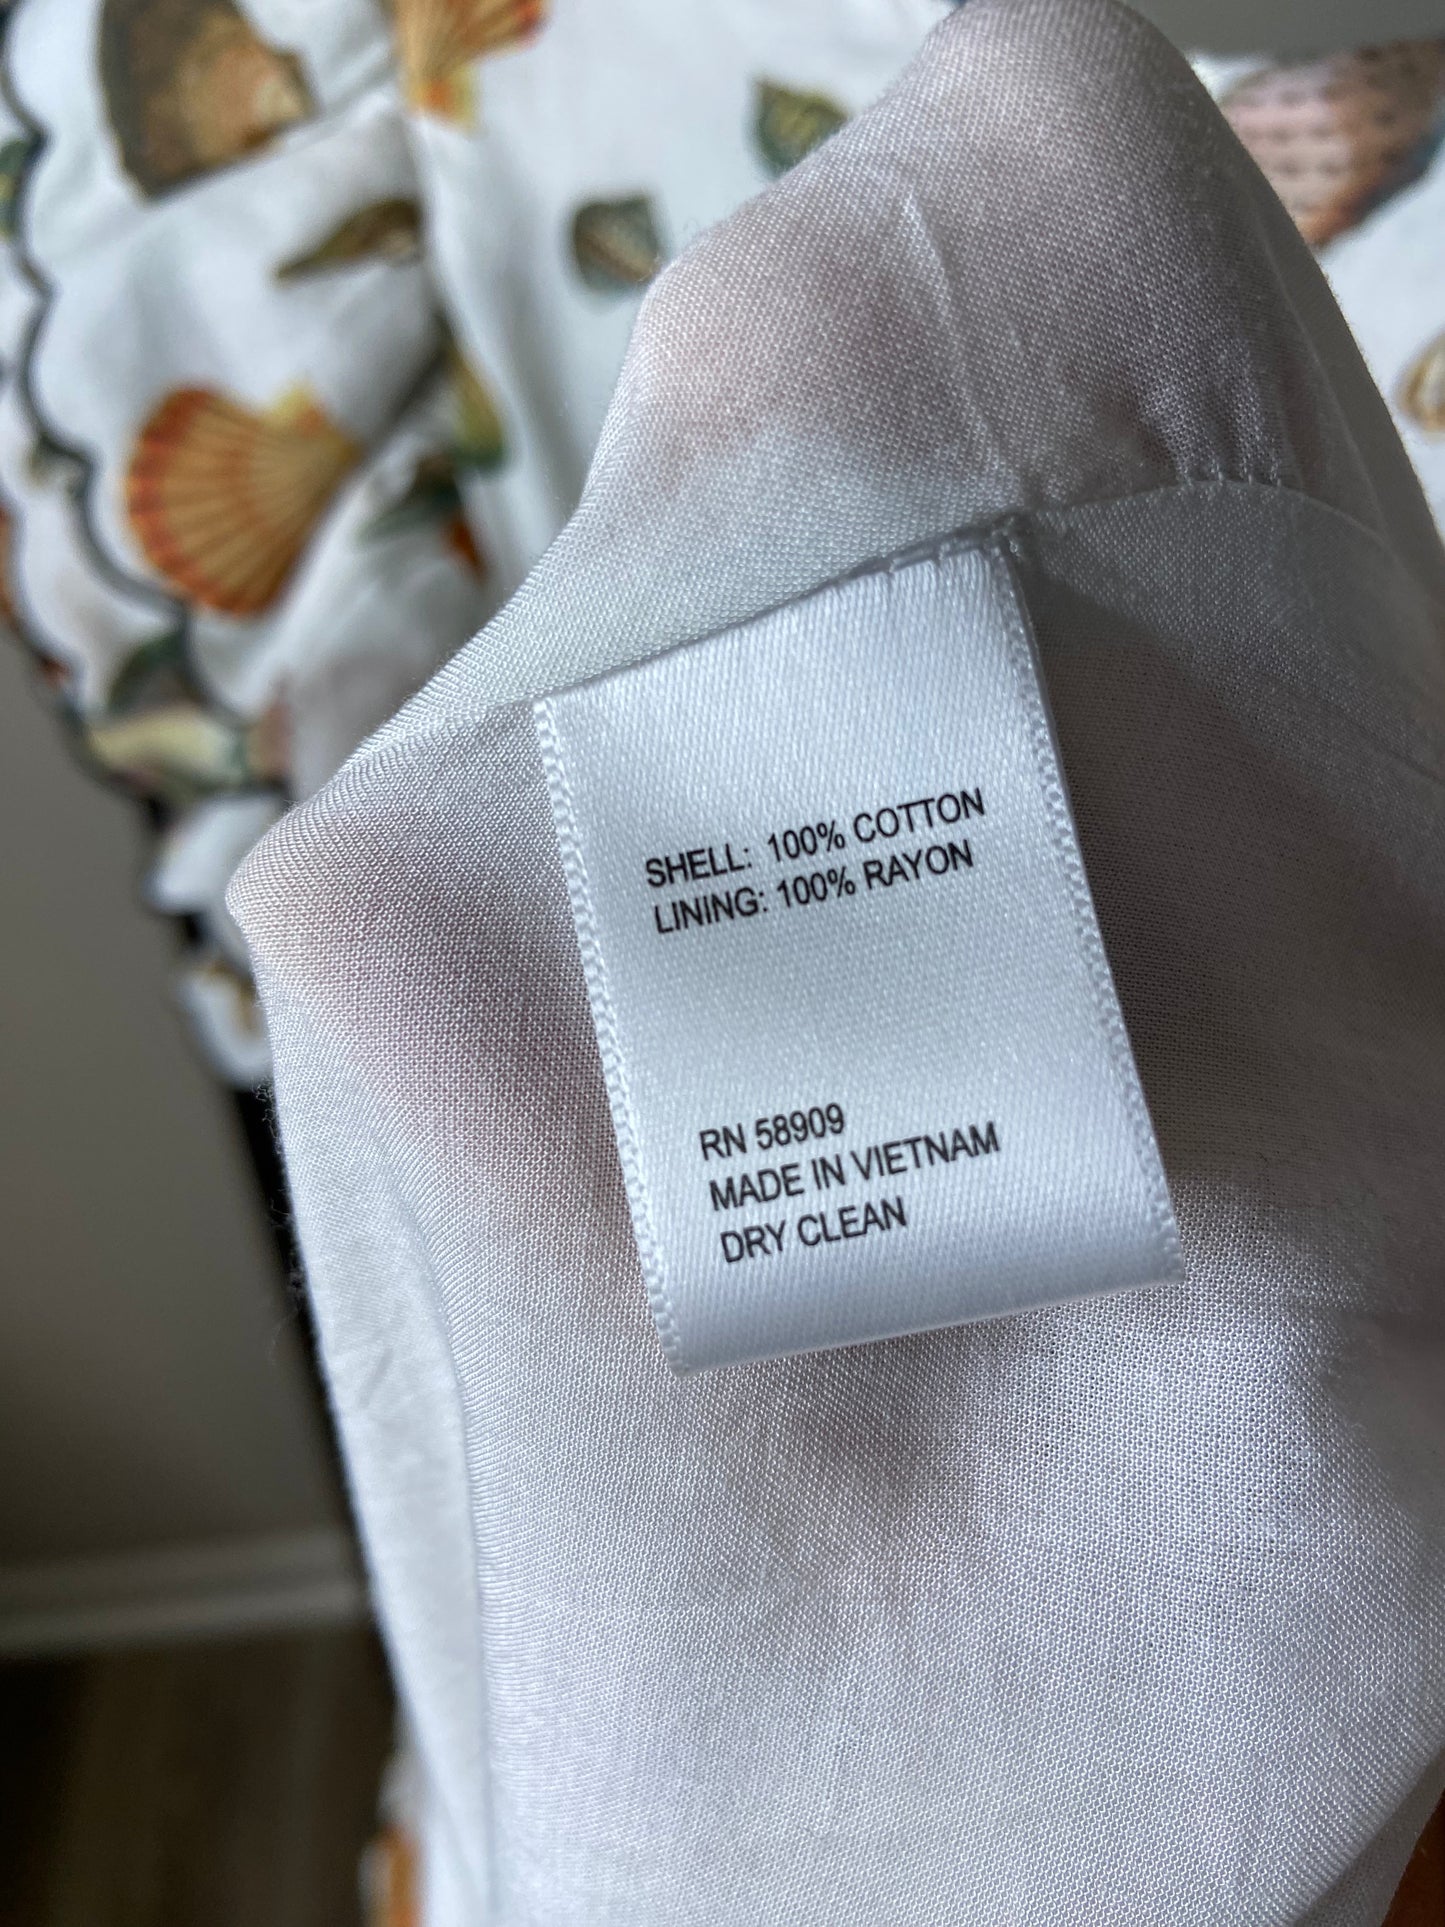 SHELL: 100% COTTON
LINING: 100% RAYON
RN 58909
MADE IN VIETNAM
DRY CLEAN